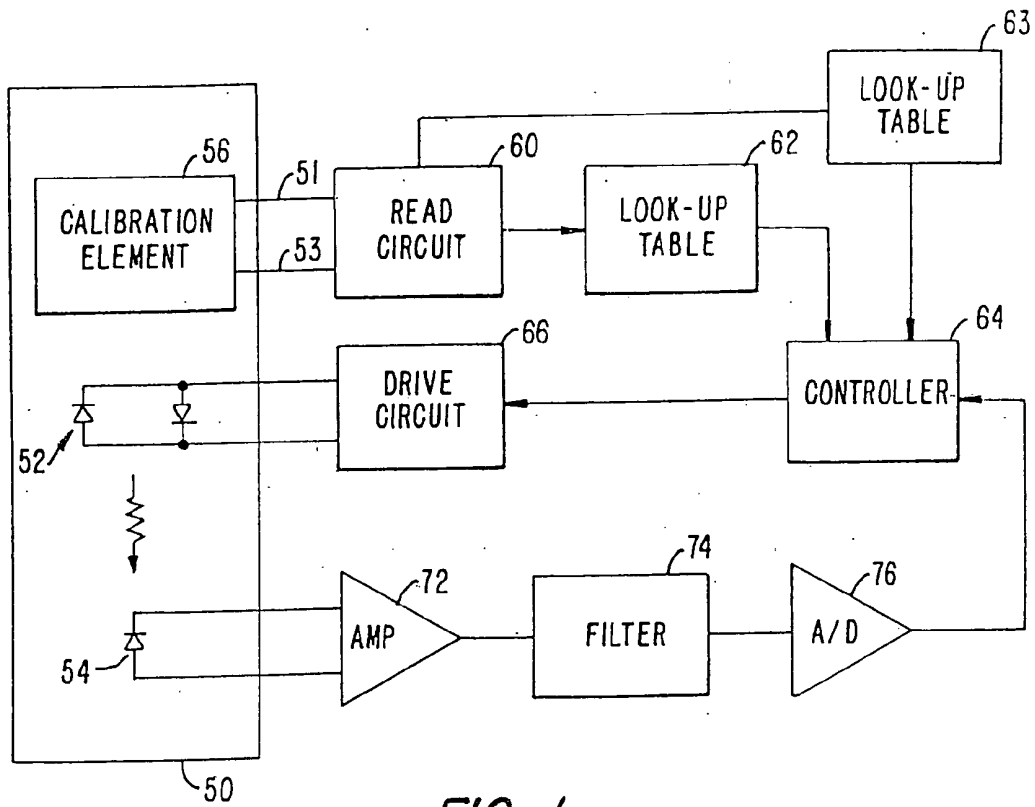 63
LOOK-UP
TABLE
56
51
60
62
CALIBRATION
ELEMENT
READ
CIRCUIT
LOOK-UP
TABLE
53
64
66
DRIVE
CIRCUIT
CONTROLLER
52
72
74
76
AMP
FILTER
A/D
54
50